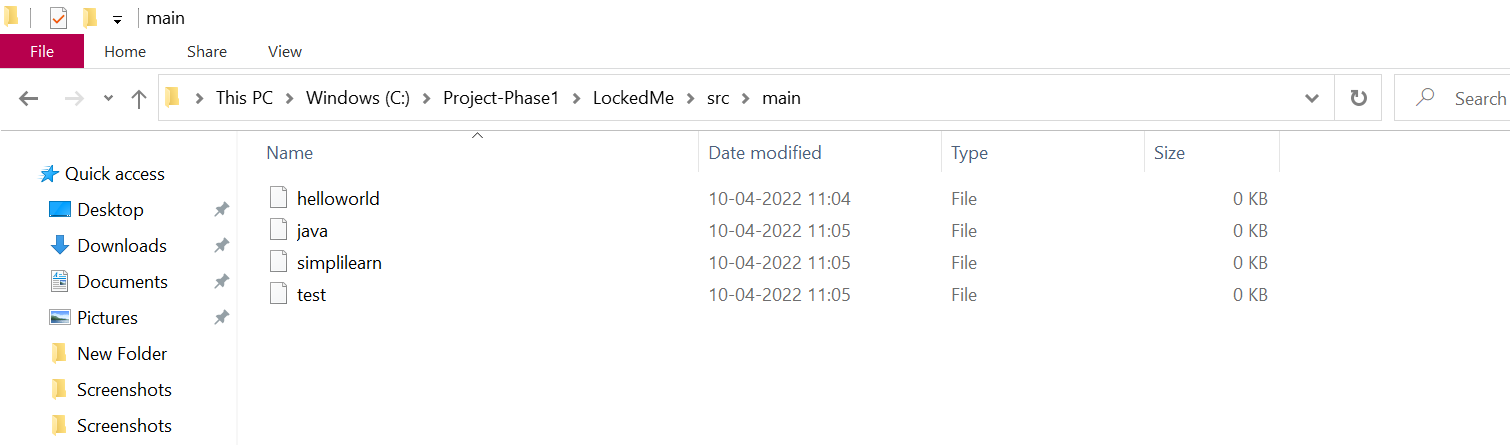 main
File Home Share View
This PC Windows (C:) Project-Phase1 LockedMe src main Search
Name Date modified Type Size
Quick access
Desktop
Downloads
Documents
Pictures
New Folder
Screenshots
Screenshots
helloworld 10-04-2022 11:04 File 0 KB
java 10-04-2022 11:05 File 0 KB
simplilearn 10-04-2022 11:05 File 0 KB
test 10-04-2022 11:05 File 0 KB